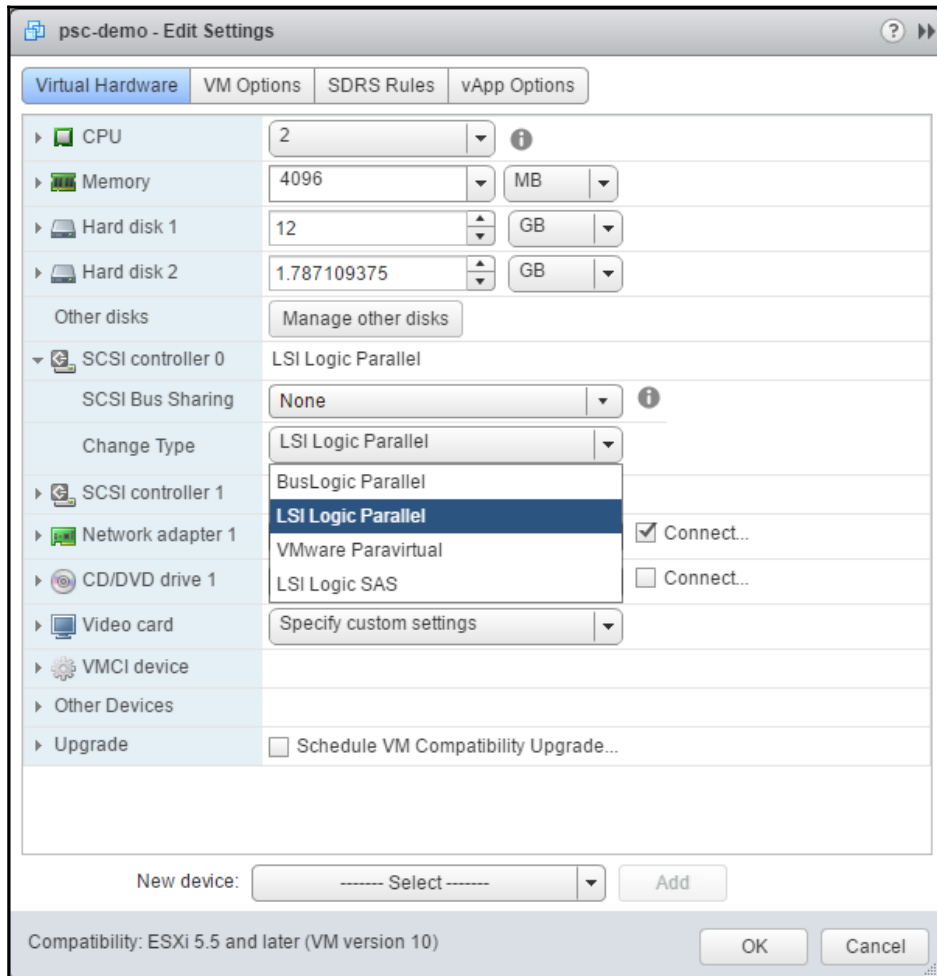 psc-demo - Edit Settings
Virtual Hardware VM Options SDRS Rules vApp Options
CPU 2
Memory 4096 MB
Hard disk 1 12 GB
Hard disk 2 1.787109375 GB
Other disks Manage other disks
SCSI controller 0 LSI Logic Parallel
SCSI Bus Sharing None
Change Type LSI Logic Parallel
BusLogic Parallel
SCSI controller 1
LSI Logic Parallel
Network adapter 1 Connect...
VMware Paravirtual
CD/DVD drive 1 Connect...
LSI Logic SAS
Video card Specify custom settings
VMCI device
Other Devices
Upgrade Schedule VM Compatibility Upgrade...
New device: ------- Select ------- Add
Compatibility: ESXi 5.5 and later (VM version 10) OK Cancel